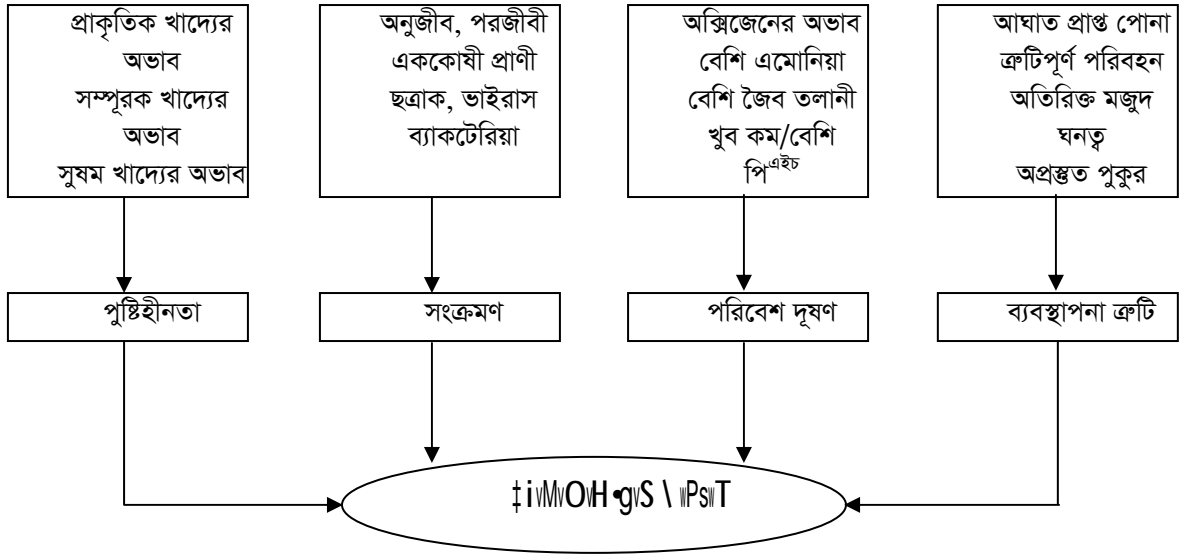 প্রাকৃতিক খাদ্যের
অভাব
সম্পূরক খাদ্যের
অভাব
সুষম খাদ্যের অভাব
অনুজীব, পরজীবী
এককোষী প্রাণী
ছত্রাক, ভাইরাস
ব্যাকটেরিয়া
অক্সিজেনের অভাব
বেশি এমোনিয়া
বেশি জৈব তলানী
খুব কম/বেশি
পিএইচ
আঘাত প্রাপ্ত পোনা
ত্রুটিপূর্ণ পরিবহন
অতিরিক্ত মজুদ
ঘনত্ব
অপ্রস্তুত পুকুর
পুষ্টিহীনতা
সংক্রমণ
পরিবেশ দূষণ
ব্যবস্থাপনা ত্রুটি